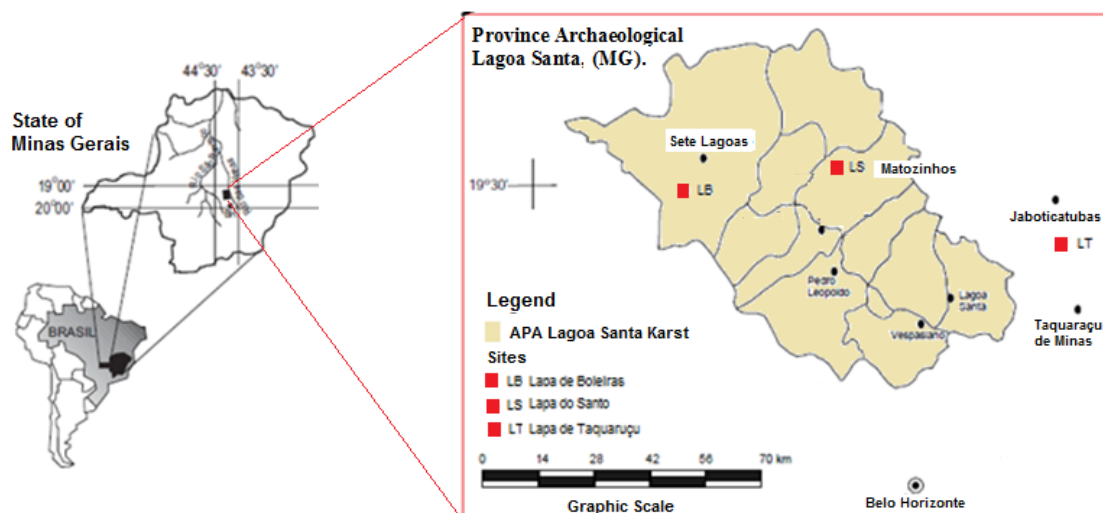 State of
Minas Gerais
44°30'
43°30'
19°00'
20°00'
BRASIL
Province Archaeological
Lagoa Santa, (MG).
19°30'
Sete Lagoas
LB
LS
Matozinhos
Jaboticatubas
LT
Pedro
Leopoldo
Lagoa
Santa
Vespasiano
Taquaraçu
de Minas
Legend
APA Lagoa Santa Karst
Sites
LB Lapa de Boleiras
LS Lapa do Santo
LT Lapa de Taquaruçu
0 14 28 42 56 70 km
Graphic Scale
Belo Horizonte